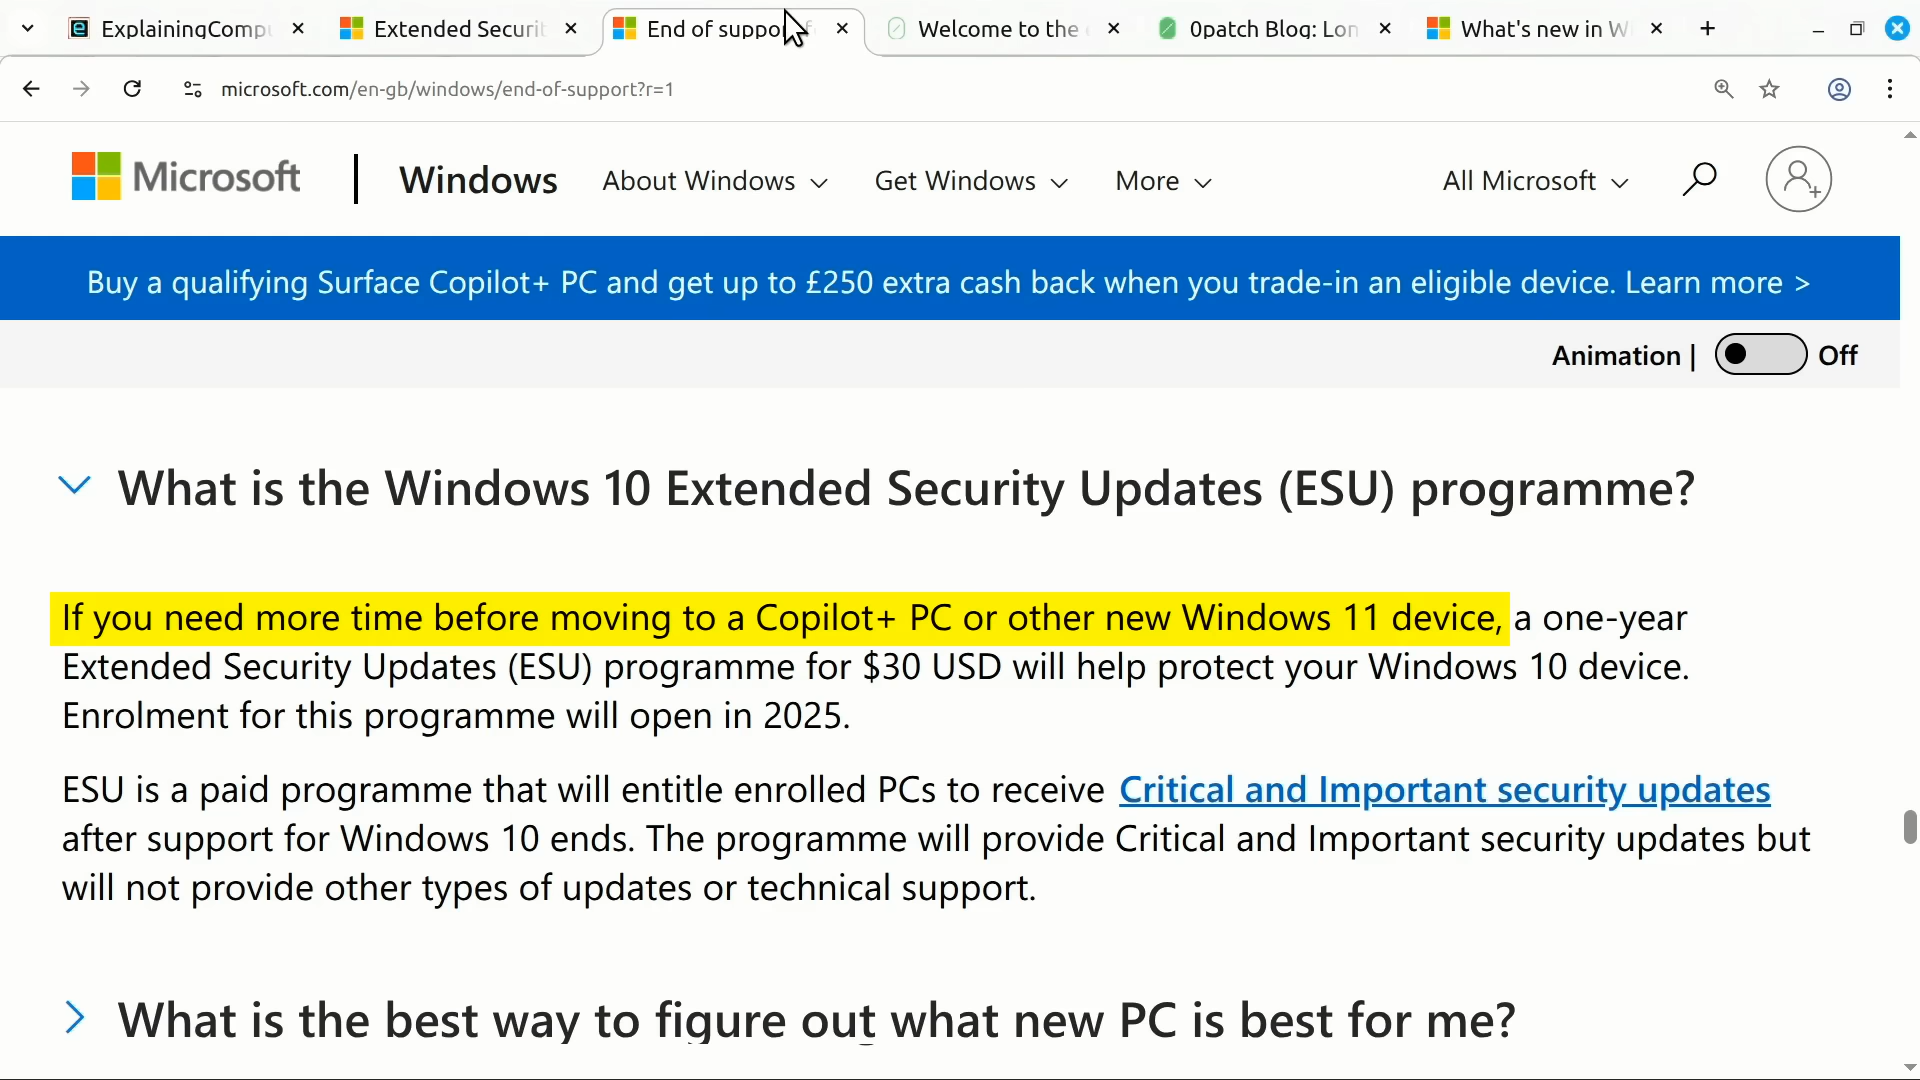 ExplainingComp
Extended Securit
End of suppo
Welcome to the
0patch Blog: Lon
What's new in W
microsoft.com/en-gb/windows/end-of-support?r=1
Microsoft
Windows
About Windows
Get Windows
More
All Microsoft
Buy a qualifying Surface Copilot+ PC and get up to £250 extra cash back when you trade-in an eligible device. Learn more >
Animation | Off
What is the Windows 10 Extended Security Updates (ESU) programme?
If you need more time before moving to a Copilot+ PC or other new Windows 11 device, a one-year
Extended Security Updates (ESU) programme for $30 USD will help protect your Windows 10 device.
Enrolment for this programme will open in 2025.
ESU is a paid programme that will entitle enrolled PCs to receive Critical and Important security updates
after support for Windows 10 ends. The programme will provide Critical and Important security updates but
will not provide other types of updates or technical support.
What is the best way to figure out what new PC is best for me?